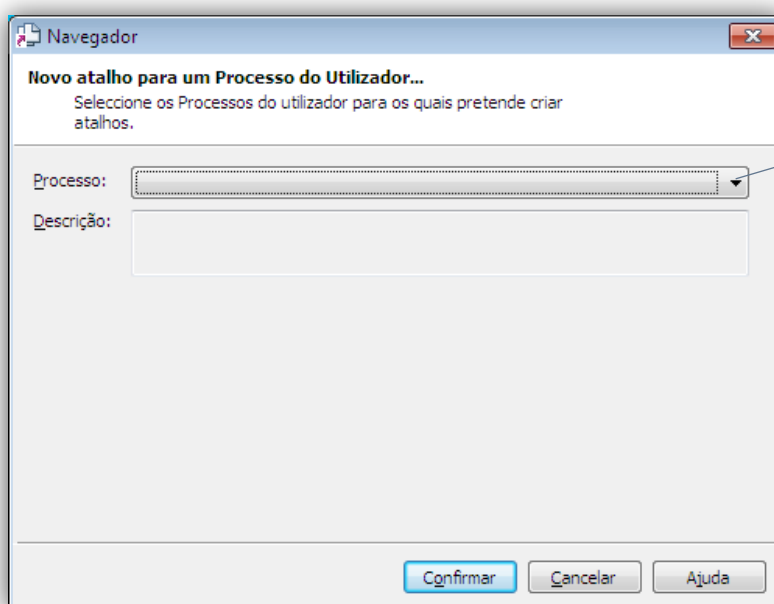 Navegador
Novo atalho para um Processo do Utilizador...
Seleccione os Processos do utilizador para os quais pretende criar
atalhos.
Processo:
Descrição:
Confirmar Cancelar Ajuda